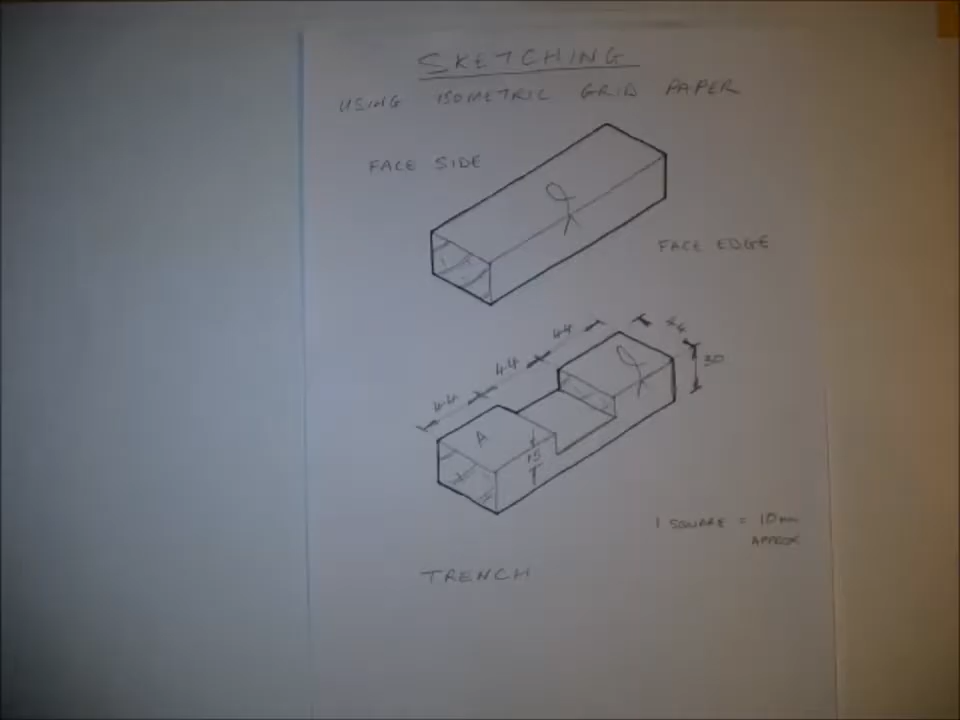 SKETCHING
USING ISOMETRIC GRID PAPER
FACE SIDE
FACE EDGE
44
44
44
44
30
A
15
1 SQUARE = 10mm
APPROX
TRENCH